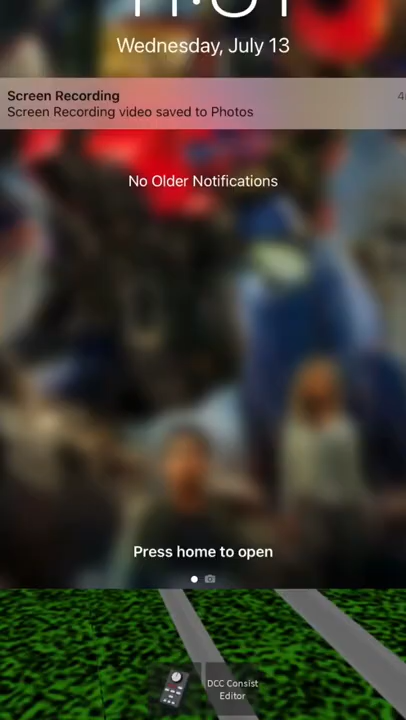 Wednesday, July 13
Screen Recording
Screen Recording video saved to Photos
No Older Notifications
Press home to open
DCC Consist
Editor